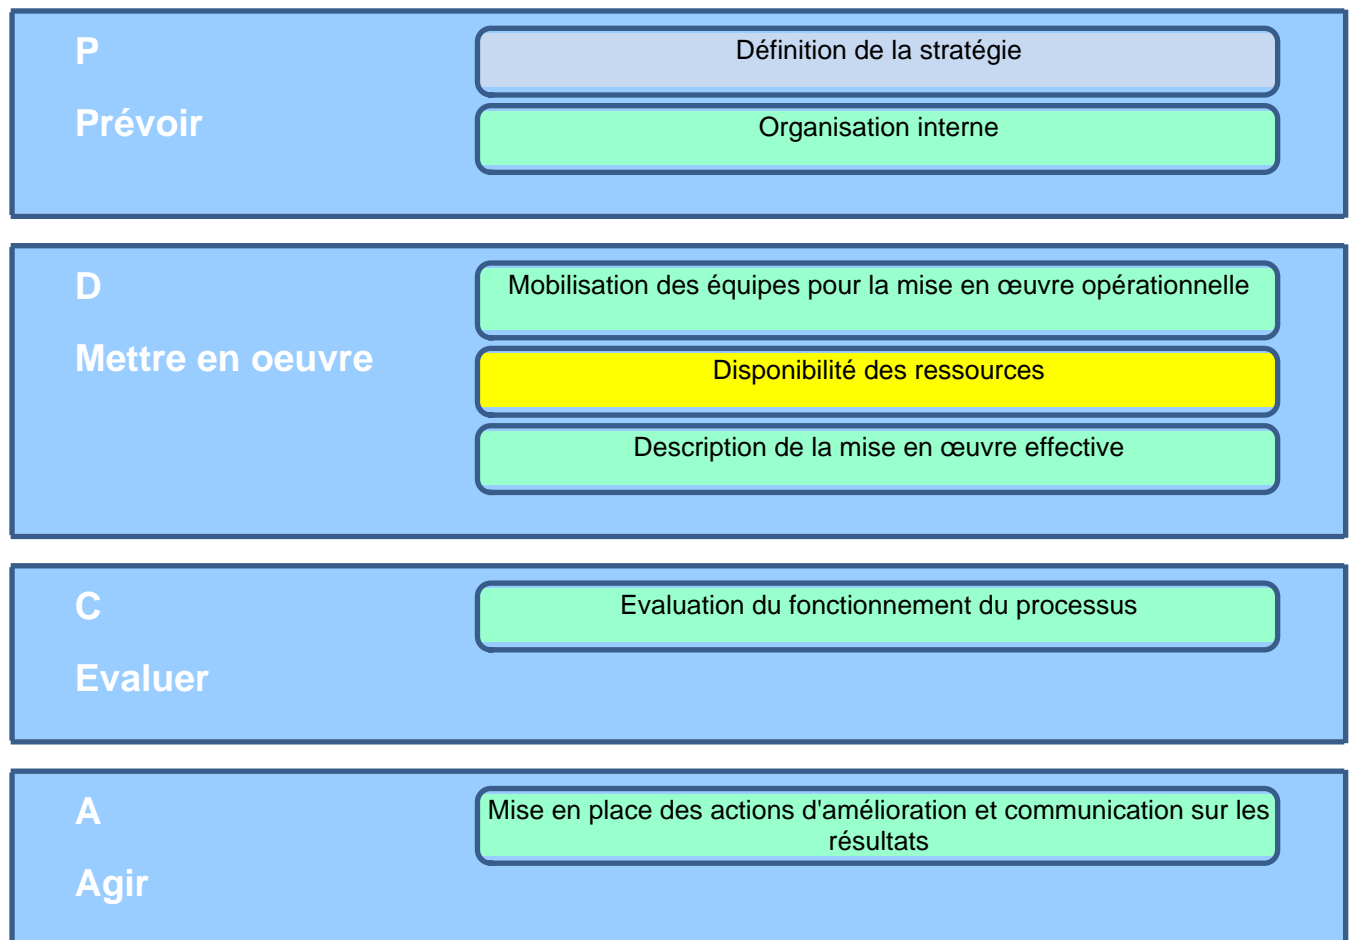 P
Prévoir
Définition de la stratégie
Organisation interne
D
Mettre en oeuvre
Mobilisation des équipes pour la mise en œuvre opérationnelle
Disponibilité des ressources
Description de la mise en œuvre effective
C
Evaluer
Evaluation du fonctionnement du processus
A
Agir
Mise en place des actions d'amélioration et communication sur les
résultats